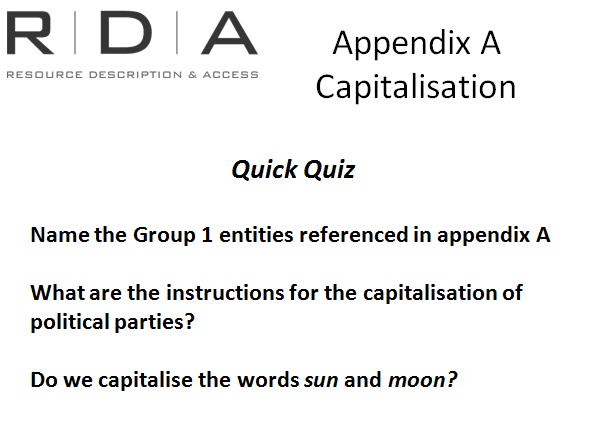 R | D | A
RESOURCE DESCRIPTION & ACCESS
Appendix A
Capitalisation
Quick Quiz
Name the Group 1 entities referenced in appendix A
What are the instructions for the capitalisation of
political parties?
Do we capitalise the words sun and moon?